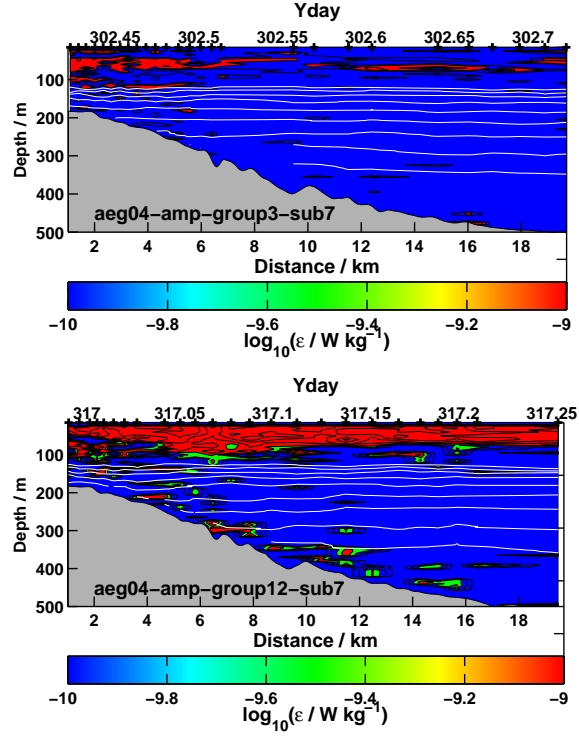 Yday
302.45 302.5 302.55 302.6 302.65 302.7
Depth / m
100
200
300
400
500
aeg04−amp−group3−sub7
2 4 6 8 10 12 14 16 18
Distance / km
−10 −9.8 −9.6 −9.4 −9.2 −9
log10(ε / W kg−1)
Yday
317 317.05 317.1 317.15 317.2 317.25
Depth / m
100
200
300
400
500
aeg04−amp−group12−sub7
2 4 6 8 10 12 14 16 18
Distance / km
−10 −9.8 −9.6 −9.4 −9.2 −9
log10(ε / W kg−1)